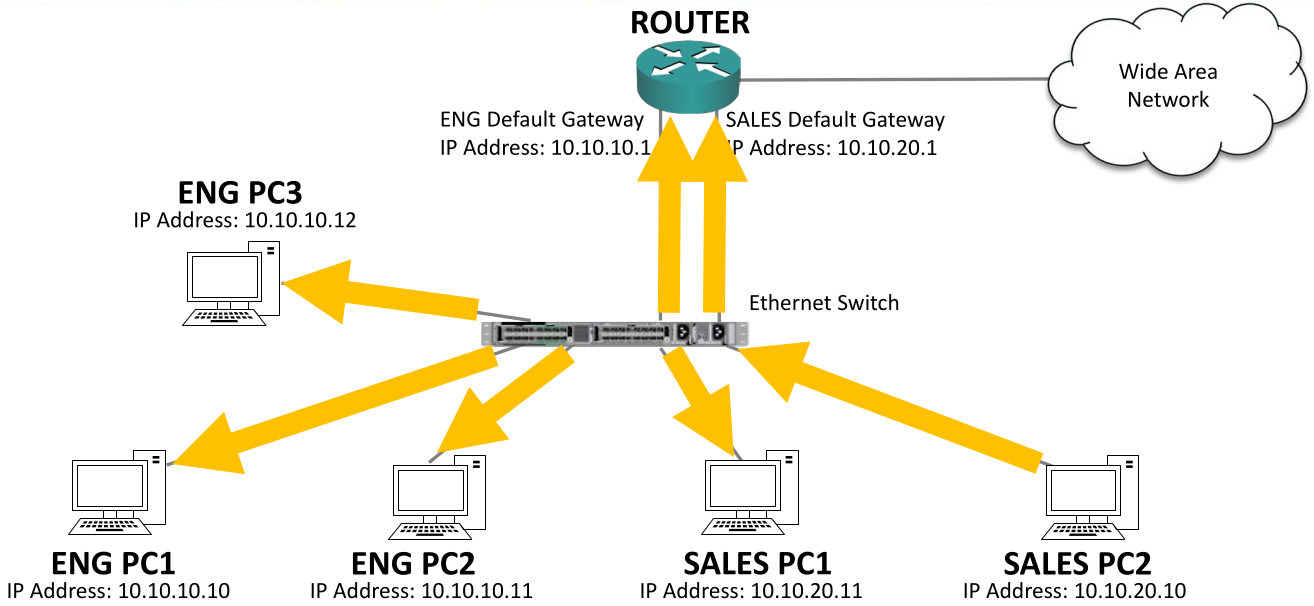 ROUTER
Wide Area
Network
ENG Default Gateway
IP Address: 10.10.10.1
SALES Default Gateway
IP Address: 10.10.20.1
ENG PC3
IP Address: 10.10.10.12
Ethernet Switch
ENG PC1
IP Address: 10.10.10.10
ENG PC2
IP Address: 10.10.10.11
SALES PC1
IP Address: 10.10.20.11
SALES PC2
IP Address: 10.10.20.10